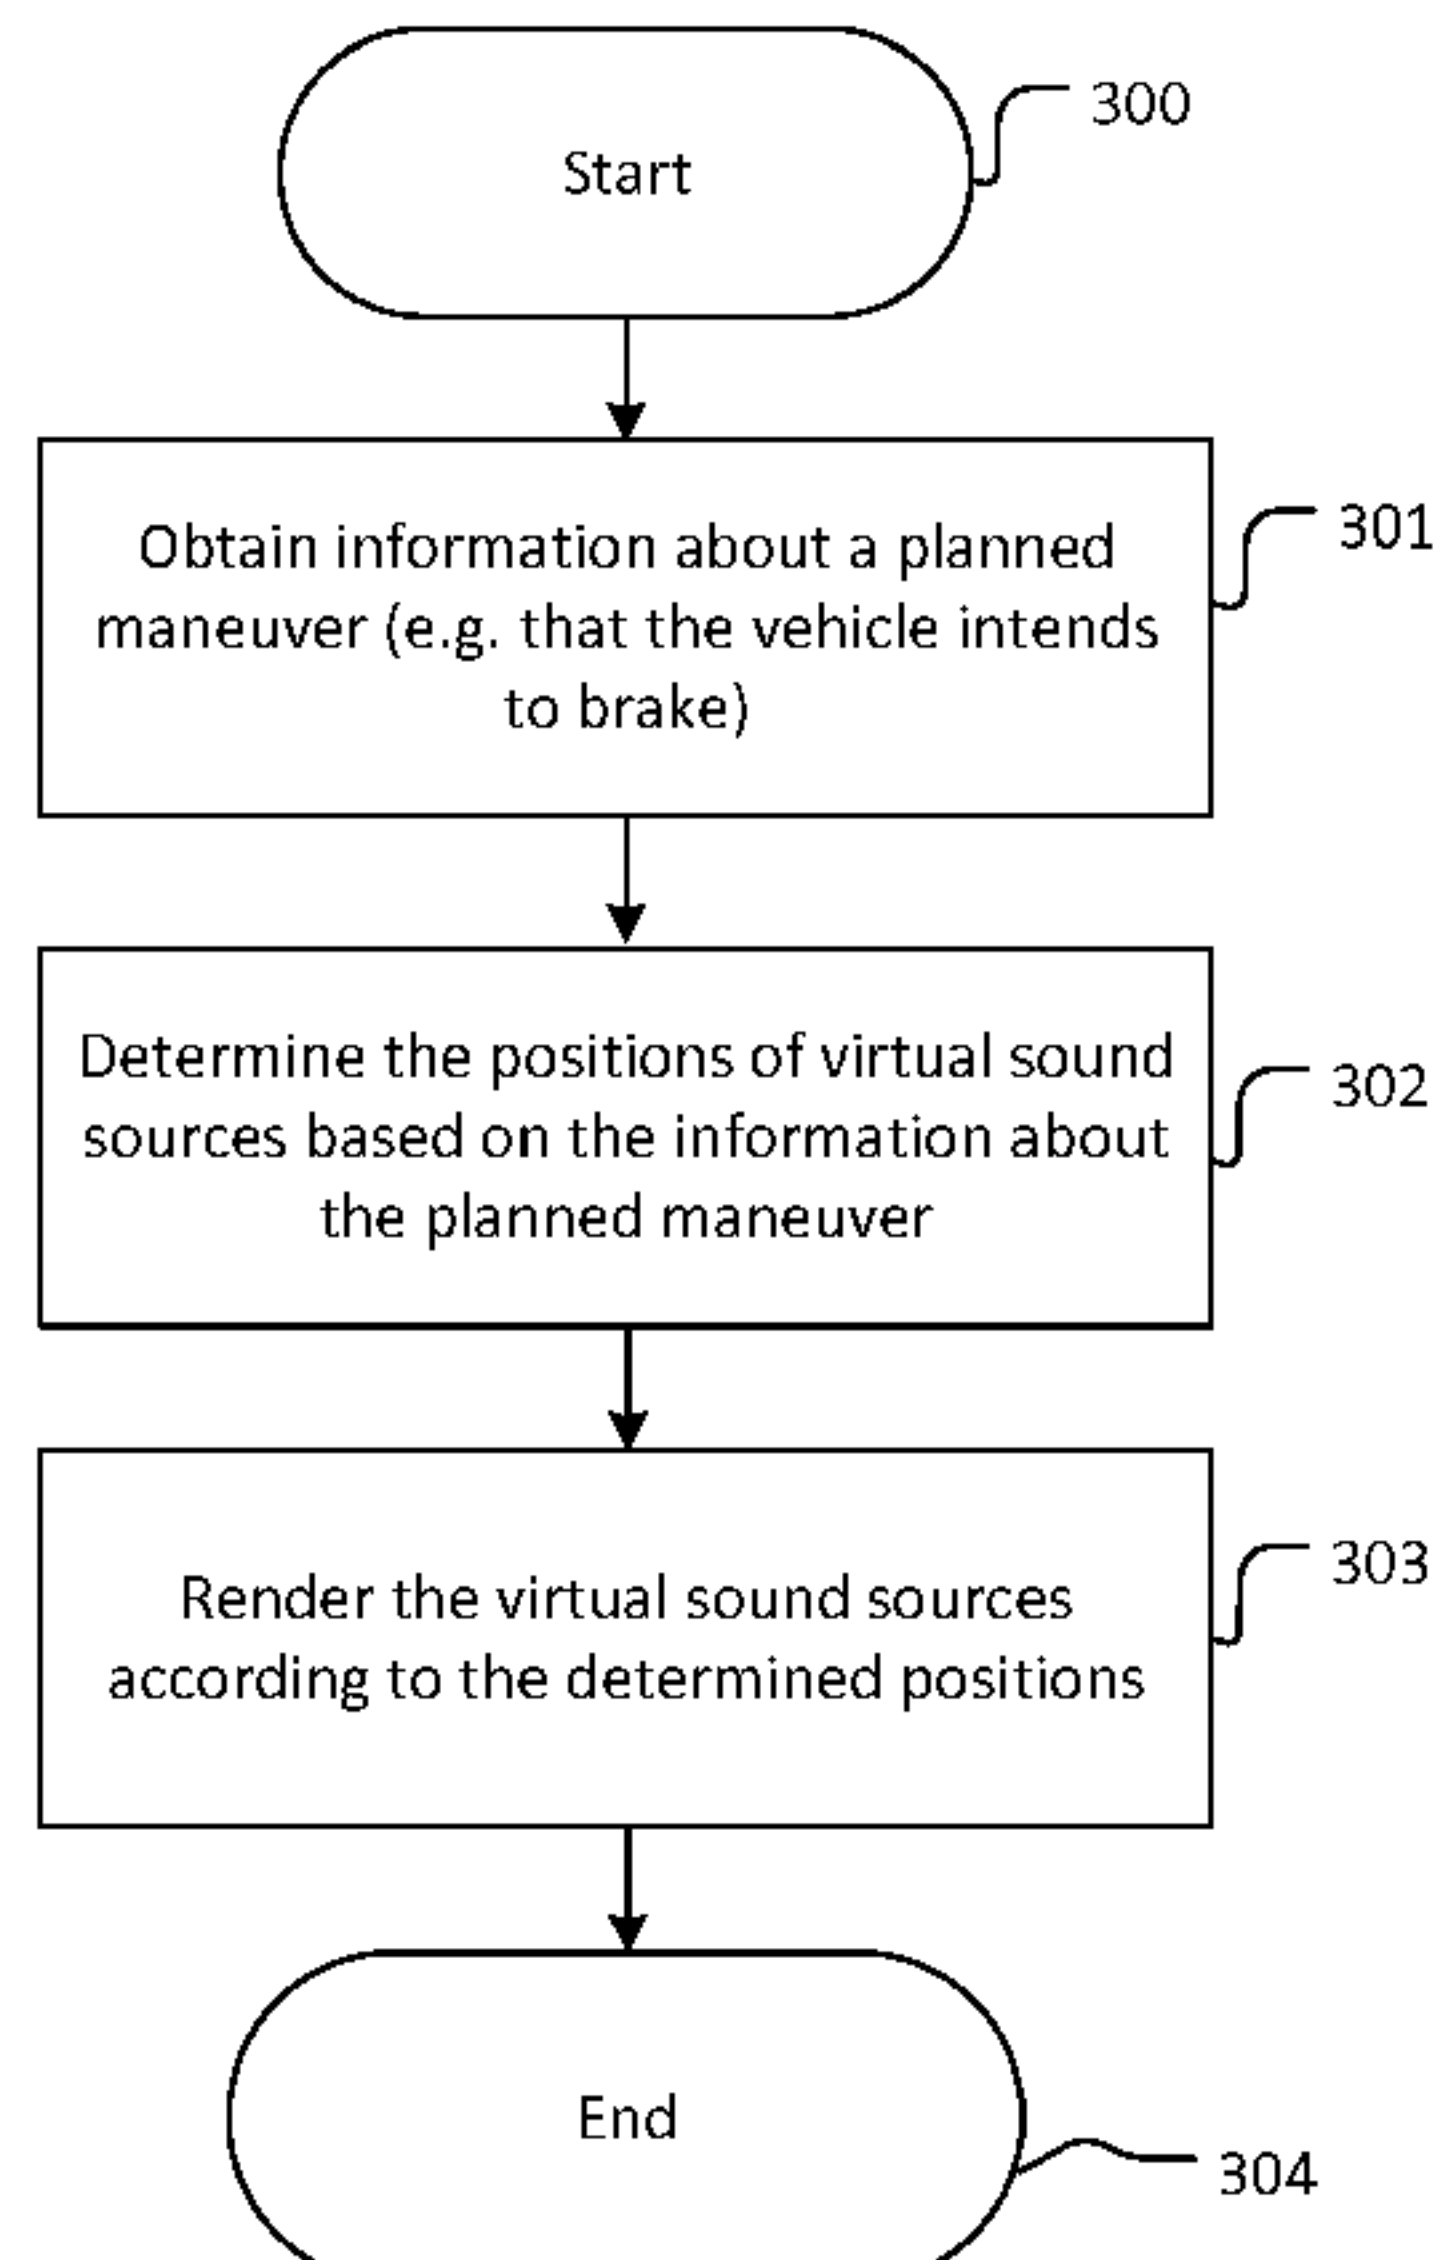 Start
300
Obtain information about a planned
maneuver (e.g. that the vehicle intends
to brake)
301
Determine the positions of virtual sound
sources based on the information about
the planned maneuver
302
Render the virtual sound sources
according to the determined positions
303
End
304